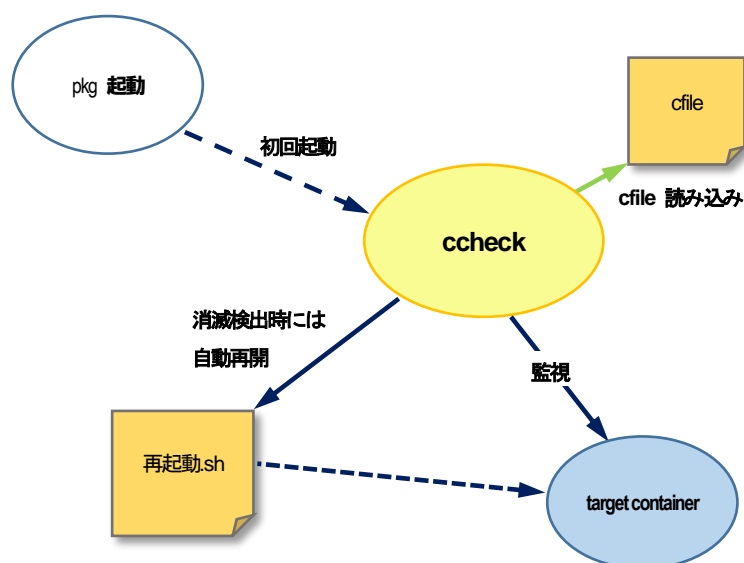 pkg 起動
cfile
初回起動
cfile 読み込み
ccheck
消滅検出時には
自動再開
監視
再起動.sh
target container